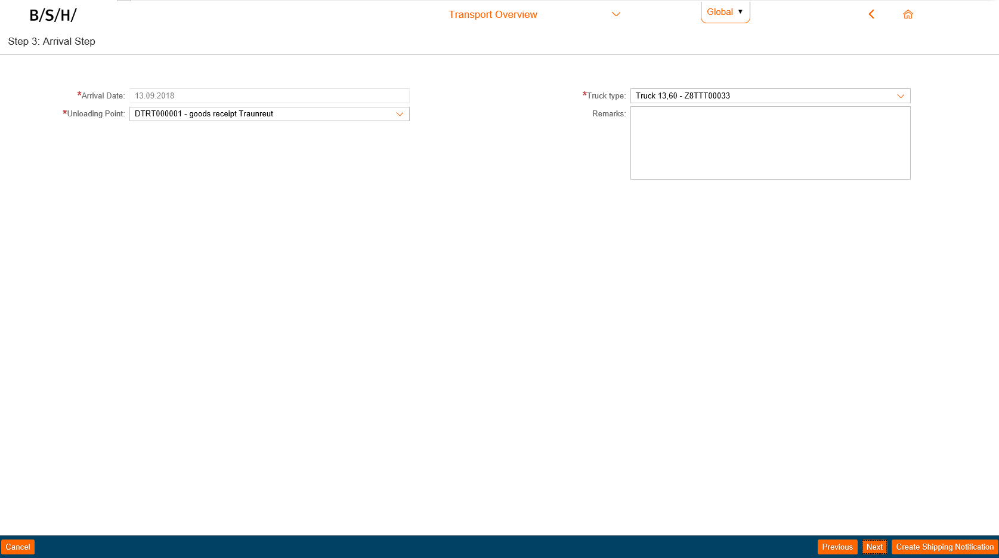 B/S/H/
Transport Overview
Global ▼
Step 3: Arrival Step
*Arrival Date: 13.09.2018
*Truck type: Truck 13,60 - Z8TTT00033
*Unloading Point: DTRT000001 - goods receipt Traunreut
Remarks:
Cancel
Previous
Next
Create Shipping Notification